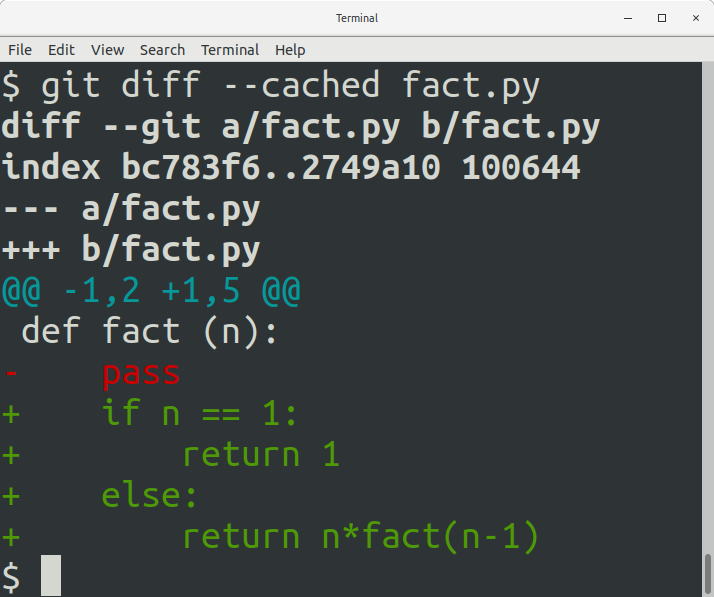 Terminal
File Edit View Search Terminal Help
$ git diff --cached fact.py
diff --git a/fact.py b/fact.py
index bc783f6..2749a10 100644
--- a/fact.py
+++ b/fact.py
@@ -1,2 +1,5 @@
 def fact (n):
-    pass
+    if n == 1:
+        return 1
+    else:
+        return n*fact(n-1)
$